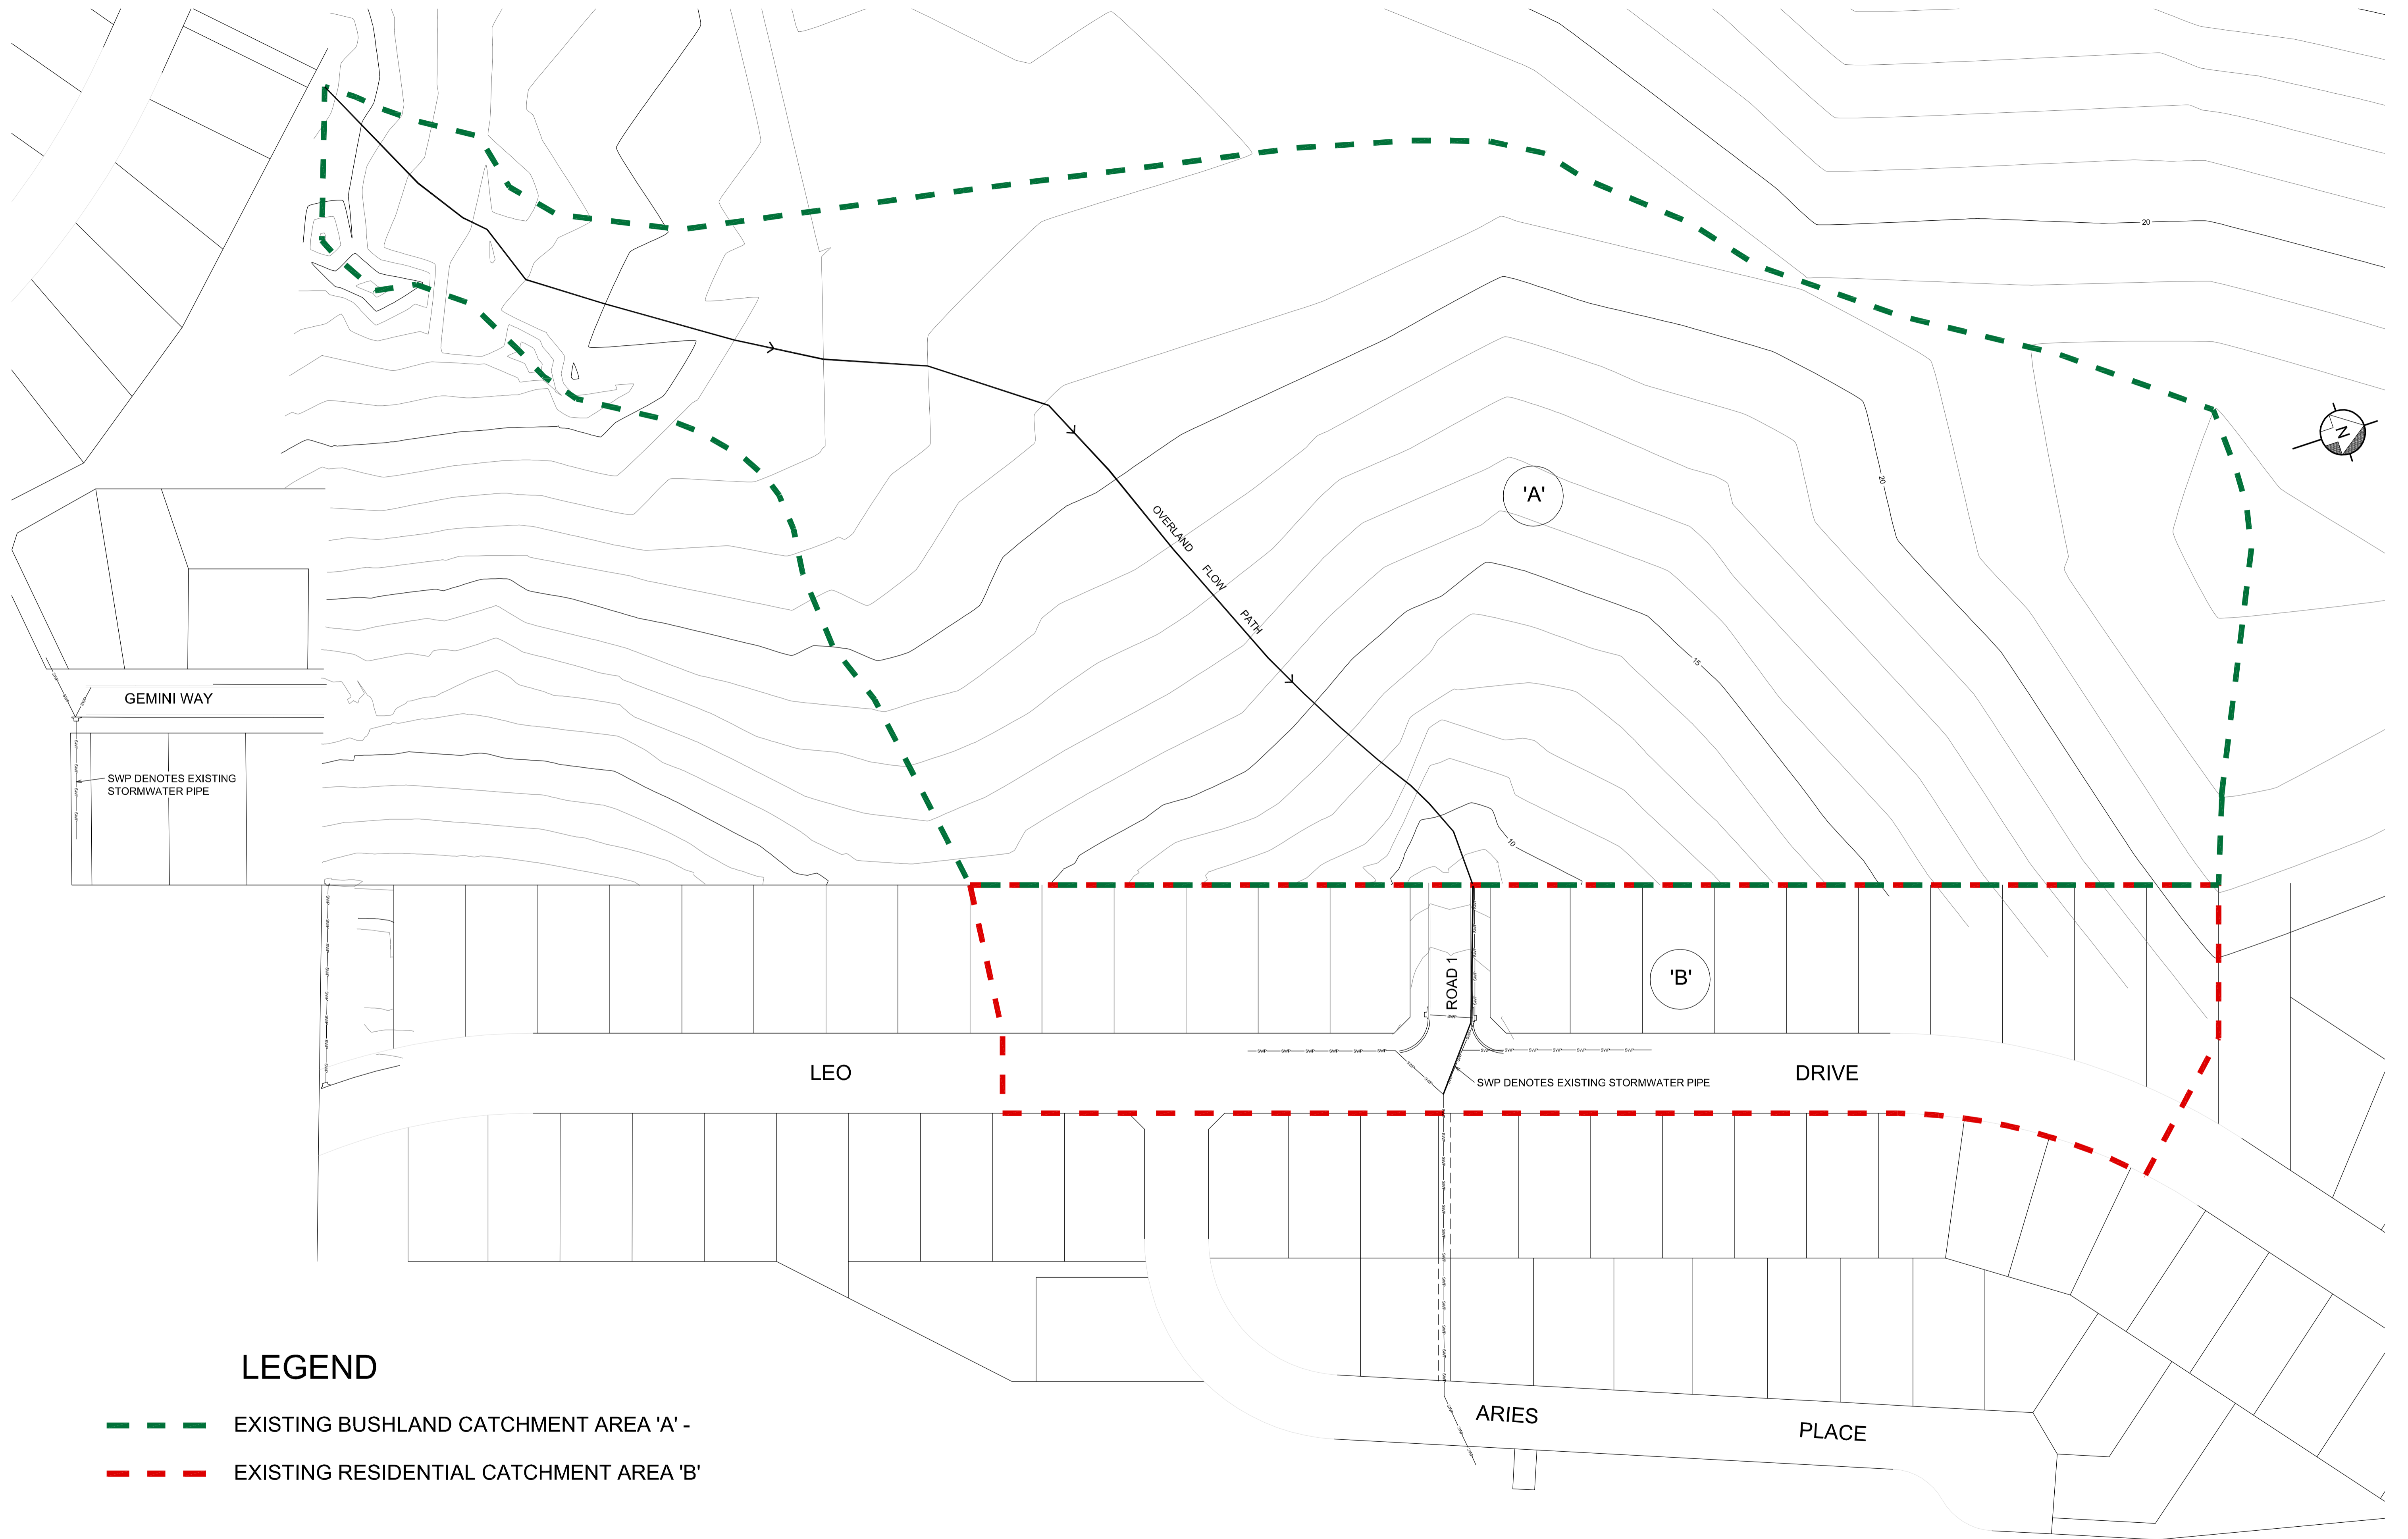 20
N
'A'
20
OVERLAND FLOW PATH
15
GEMINI WAY
SWP DENOTES EXISTING
STORMWATER PIPE
10
ROAD 1
'B'
LEO DRIVE
SWP DENOTES EXISTING STORMWATER PIPE
ARIES PLACE
LEGEND
EXISTING BUSHLAND CATCHMENT AREA 'A' -
EXISTING RESIDENTIAL CATCHMENT AREA 'B'